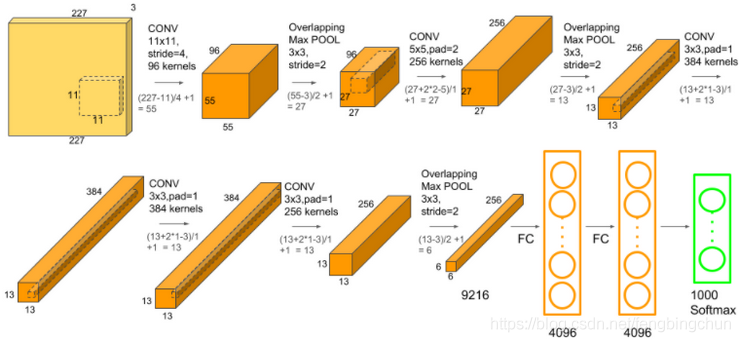 227
3
11
11
227
CONV
11x11,
stride=4,
96 kernels
(227-11)/4 +1
= 55
96
55
55
Overlapping
Max POOL
3x3,
stride=2
(55-3)/2 +1
= 27
96
27
27
CONV
5x5,pad=2
256 kernels
(27+2*2-5)/1
+1 = 27
256
27
27
Overlapping
Max POOL
3x3,
stride=2
(27-3)/2 +1
= 13
256
13
13
CONV
3x3,pad=1
384 kernels
(13+2*1-3)/1
+1 = 13
384
13
13
CONV
3x3,pad=1
384 kernels
(13+2*1-3)/1
+1 = 13
384
13
13
CONV
3x3,pad=1
256 kernels
(13+2*1-3)/1
+1 = 13
256
13
13
Overlapping
Max POOL
3x3,
stride=2
(13-3)/2 +1
= 6
256
6
6
9216
FC
4096
FC
4096
1000
Softmax
https://blog.csdn.net/fengbingchun